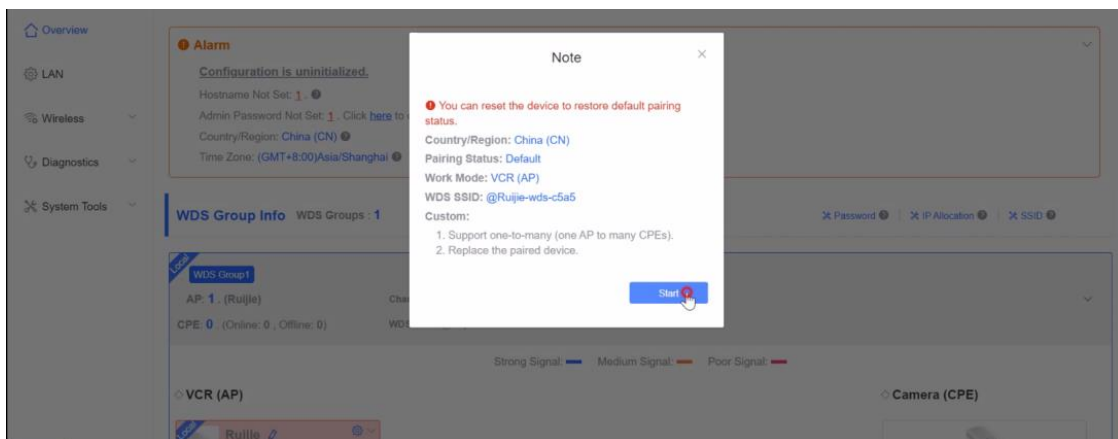 Overview
LAN
Wireless
Diagnostics
System Tools
Alarm
Configuration is uninitialized.
Hostname Not Set: 1 .
Admin Password Not Set: 1 . Click here to
Country/Region: China (CN)
Time Zone: (GMT+8:00)Asia/Shanghai
Note
You can reset the device to restore default pairing
status.
Country/Region: China (CN)
Pairing Status: Default
Work Mode: VCR (AP)
WDS SSID: @Ruijie-wds-c5a5
Custom:
1. Support one-to-many (one AP to many CPEs).
2. Replace the paired device.
Start
WDS Group Info WDS Groups : 1
Password
IP Allocation
SSID
Local
WDS Group1
AP: 1 . (Ruijie)
CPE: 0 . (Online: 0 , Offline: 0)
WDS
Strong Signal: Medium Signal: Poor Signal:
VCR (AP)
Camera (CPE)
Local
Ruijie